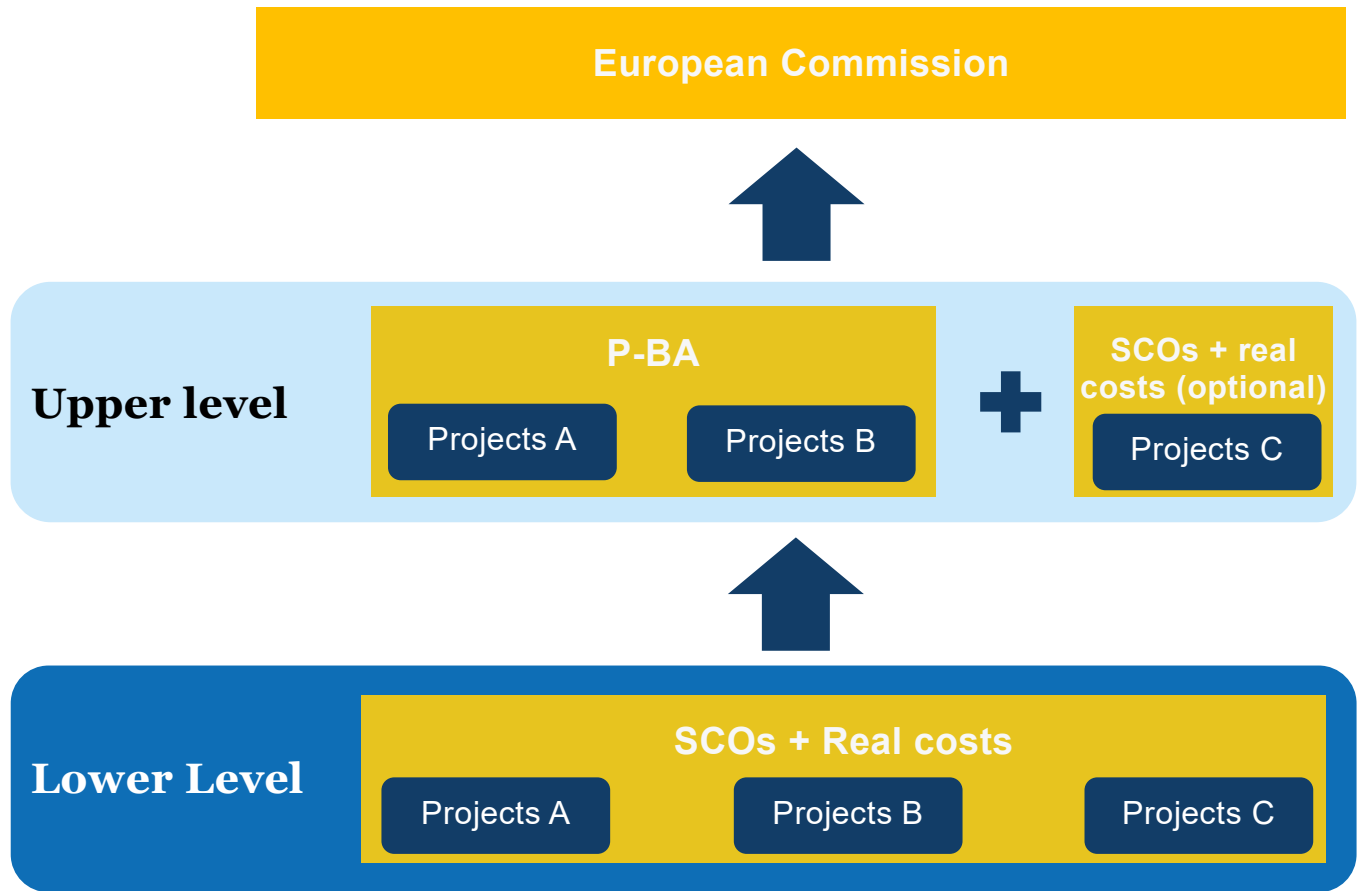 European Commission
Upper level
P-BA
Projects A
Projects B
SCOs + real
costs (optional)
Projects C
Lower Level
SCOs + Real costs
Projects A
Projects B
Projects C